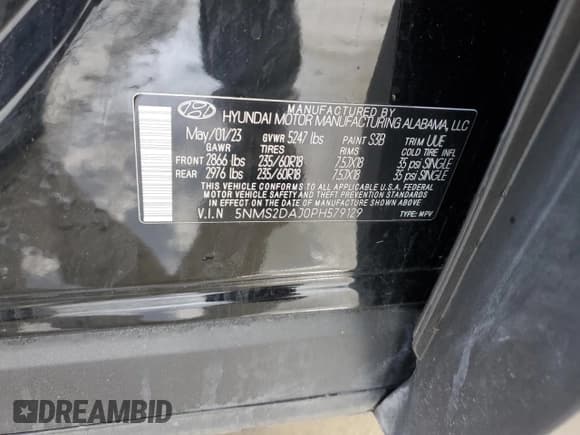 MANUFACTURED BY
HYUNDAI MOTOR MANUFACTURING ALABAMA, LLC
May/01/23 GVWR 5247 lbs PAINT S3B TRIM UUE
GAWR TIRES RIMS COLD TIRE INFL
FRONT 2866 lbs 235/60R18 7.5JX18 35 psi SINGLE
REAR 2976 lbs 235/60R18 7.5JX18 35 psi SINGLE
THIS VEHICLE CONFORMS TO ALL APPLICABLE U.S.A. FEDERAL
MOTOR VEHICLE SAFETY AND THEFT PREVENTION STANDARDS
IN EFFECT ON THE DATE OF MANUFACTURE SHOWN ABOVE.
V.I.N 5NMS2DAJ0PH579129 TYPE: MPV
DREAMBID